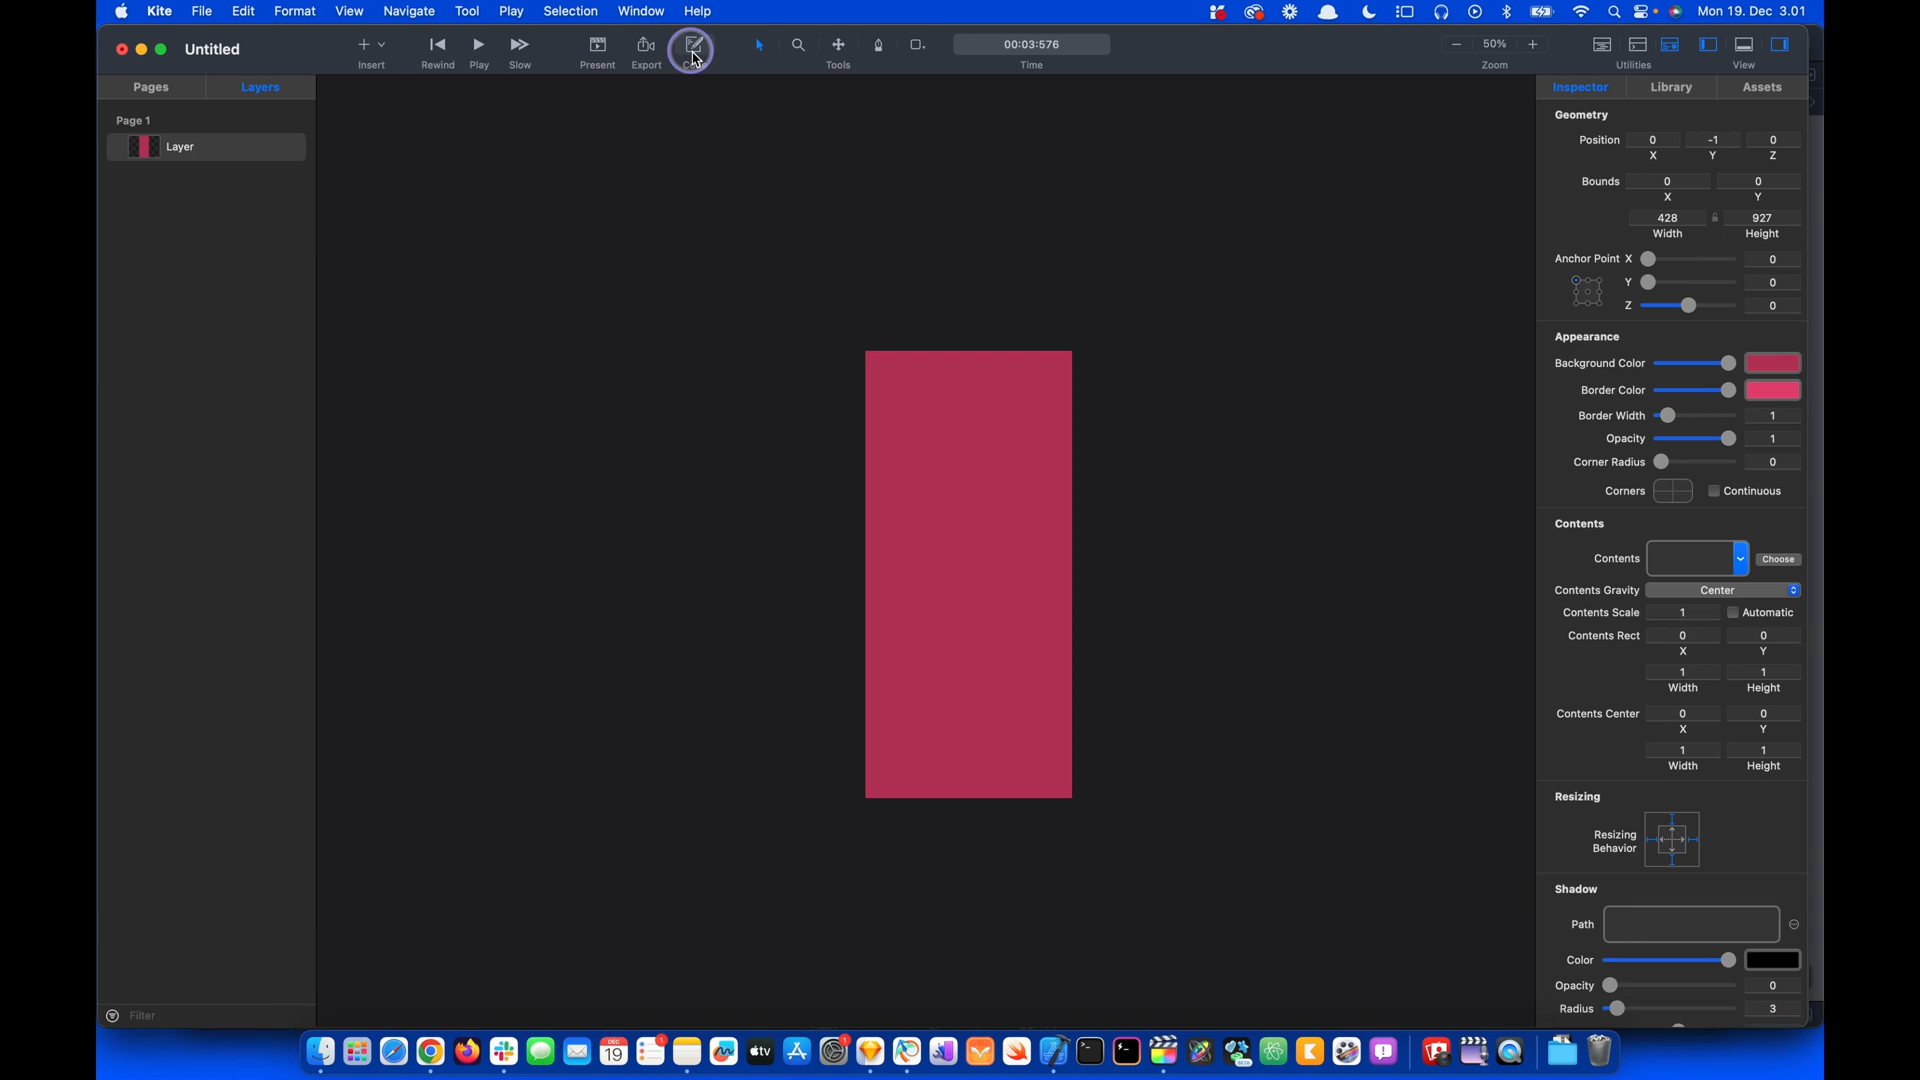 Kite File Edit Format View Navigate Tool Play Selection Window Help
Mon 19. Dec 3.01
Untitled
Insert
Rewind
Play
Slow
Present
Export
Tools
00:03:576
Time
50%
Zoom
Utilities
View
Pages
Layers
Page 1
Layer
Filter
Inspector
Library
Assets
Geometry
Position 0 -1 0
X Y Z
Bounds 0 0
X Y
428 927
Width Height
Anchor Point X 0
Y 0
Z 0
Appearance
Background Color
Border Color
Border Width 1
Opacity 1
Corner Radius 0
Corners Continuous
Contents
Contents Choose
Contents Gravity Center
Contents Scale 1 Automatic
Contents Rect 0 0
X Y
1 1
Width Height
Contents Center 0 0
X Y
1 1
Width Height
Resizing
Resizing
Behavior
Shadow
Path
Color
Opacity 0
Radius 3
DEC
19
1
tv
1